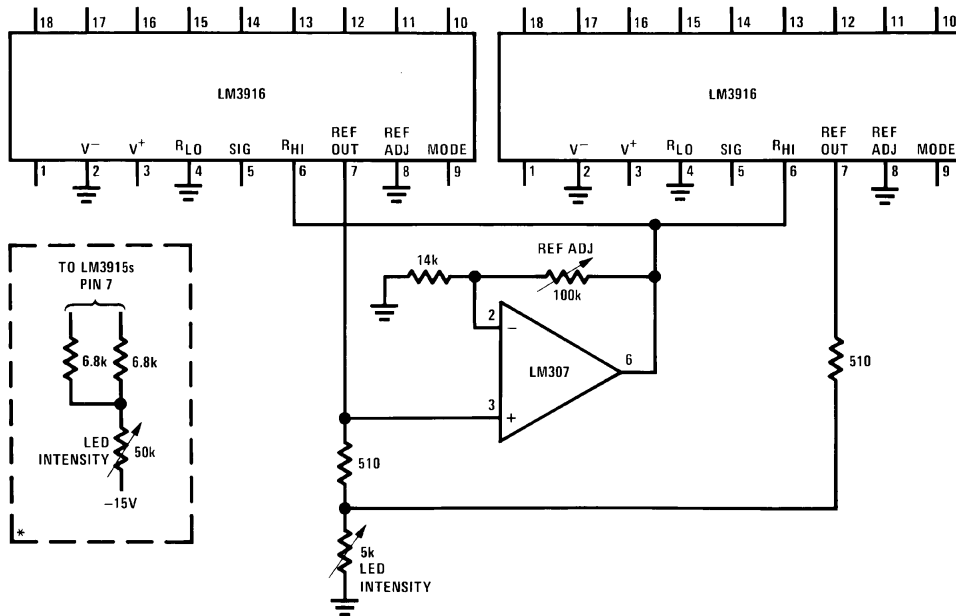 18 17 16 15 14 13 12 11 10 18 17 16 15 14 13 12 11 10
LM3916 LM3916
V− V+ RLO SIG RHI REF OUT REF ADJ MODE
V− V+ RLO SIG RHI REF OUT REF ADJ MODE
1 2 3 4 5 6 7 8 9 1 2 3 4 5 6 7 8 9
TO LM3915s
PIN 7
6.8k 6.8k
LED
INTENSITY
50k
−15V
*
14k
REF ADJ
100k
2
−
LM307
6
3
+
510
510
5k
LED
INTENSITY